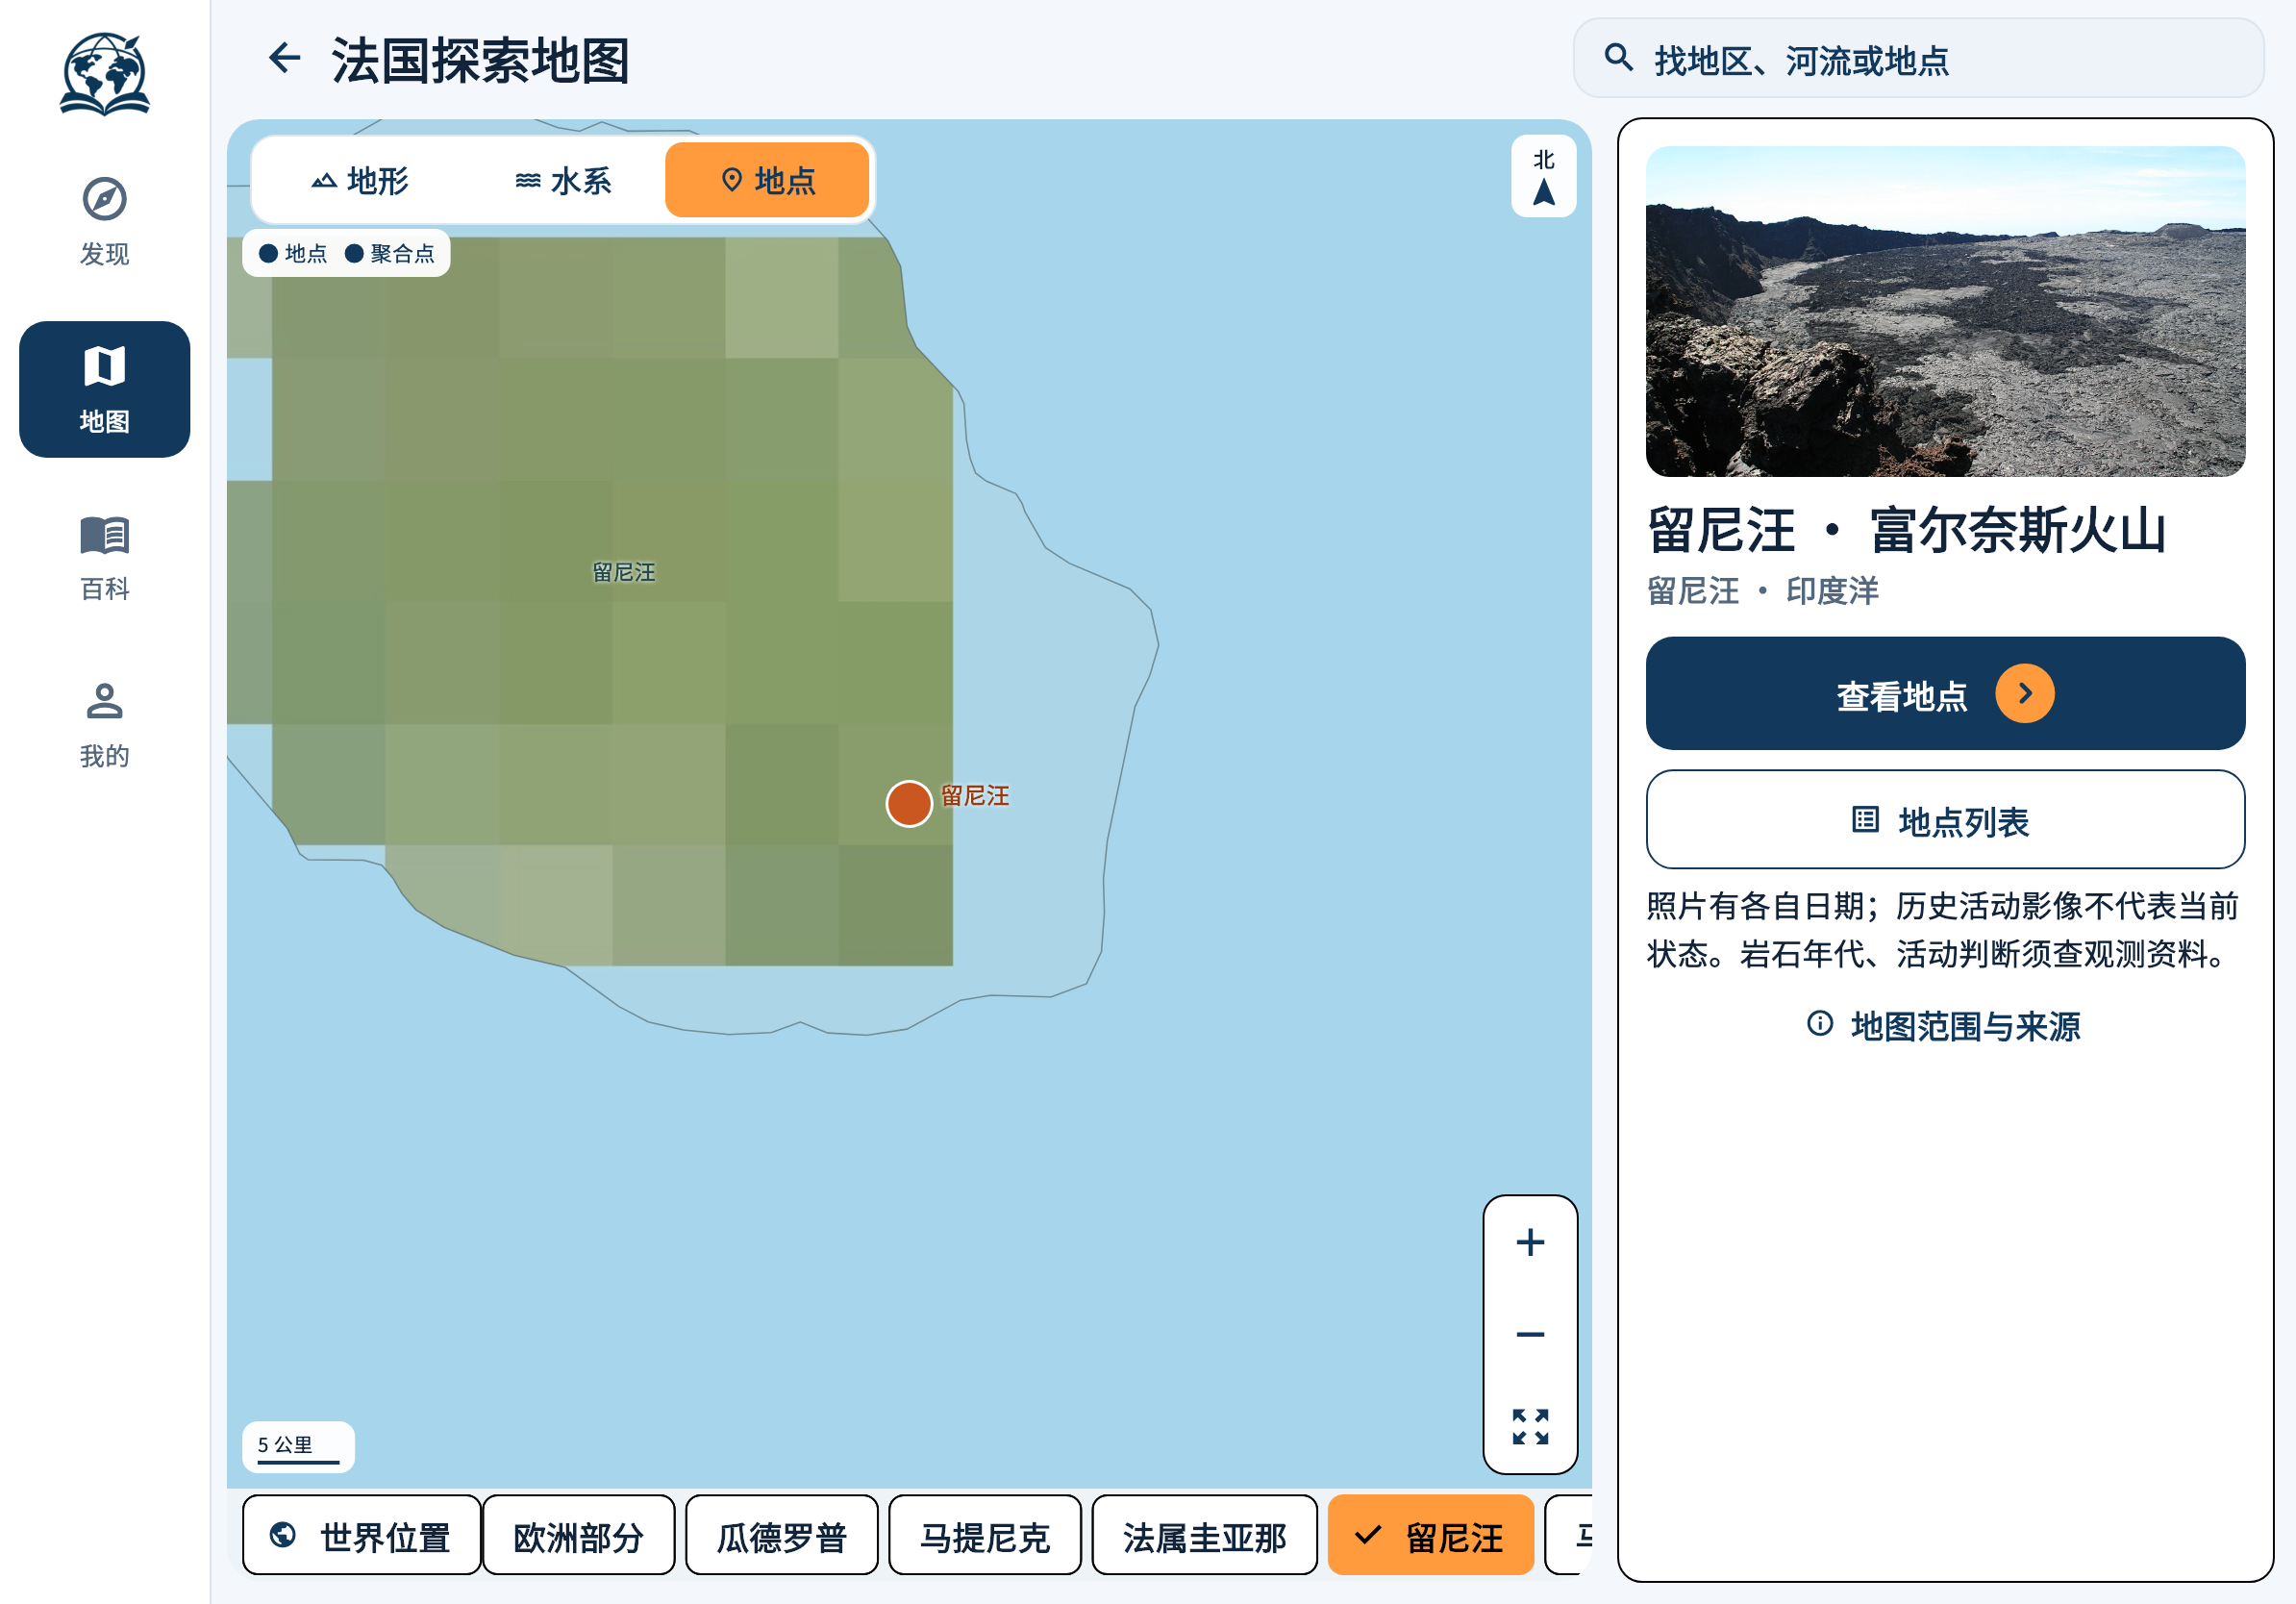 法国探索地图
找地区、河流或地点
发现
地图
百科
我的
地形
水系
地点
北
地点
聚合点
留尼汪
留尼汪
5 公里
世界位置
欧洲部分
瓜德罗普
马提尼克
法属圭亚那
留尼汪
留尼汪 · 富尔奈斯火山
留尼汪 · 印度洋
查看地点
地点列表
照片有各自日期；历史活动影像不代表当前
状态。岩石年代、活动判断须查观测资料。
地图范围与来源